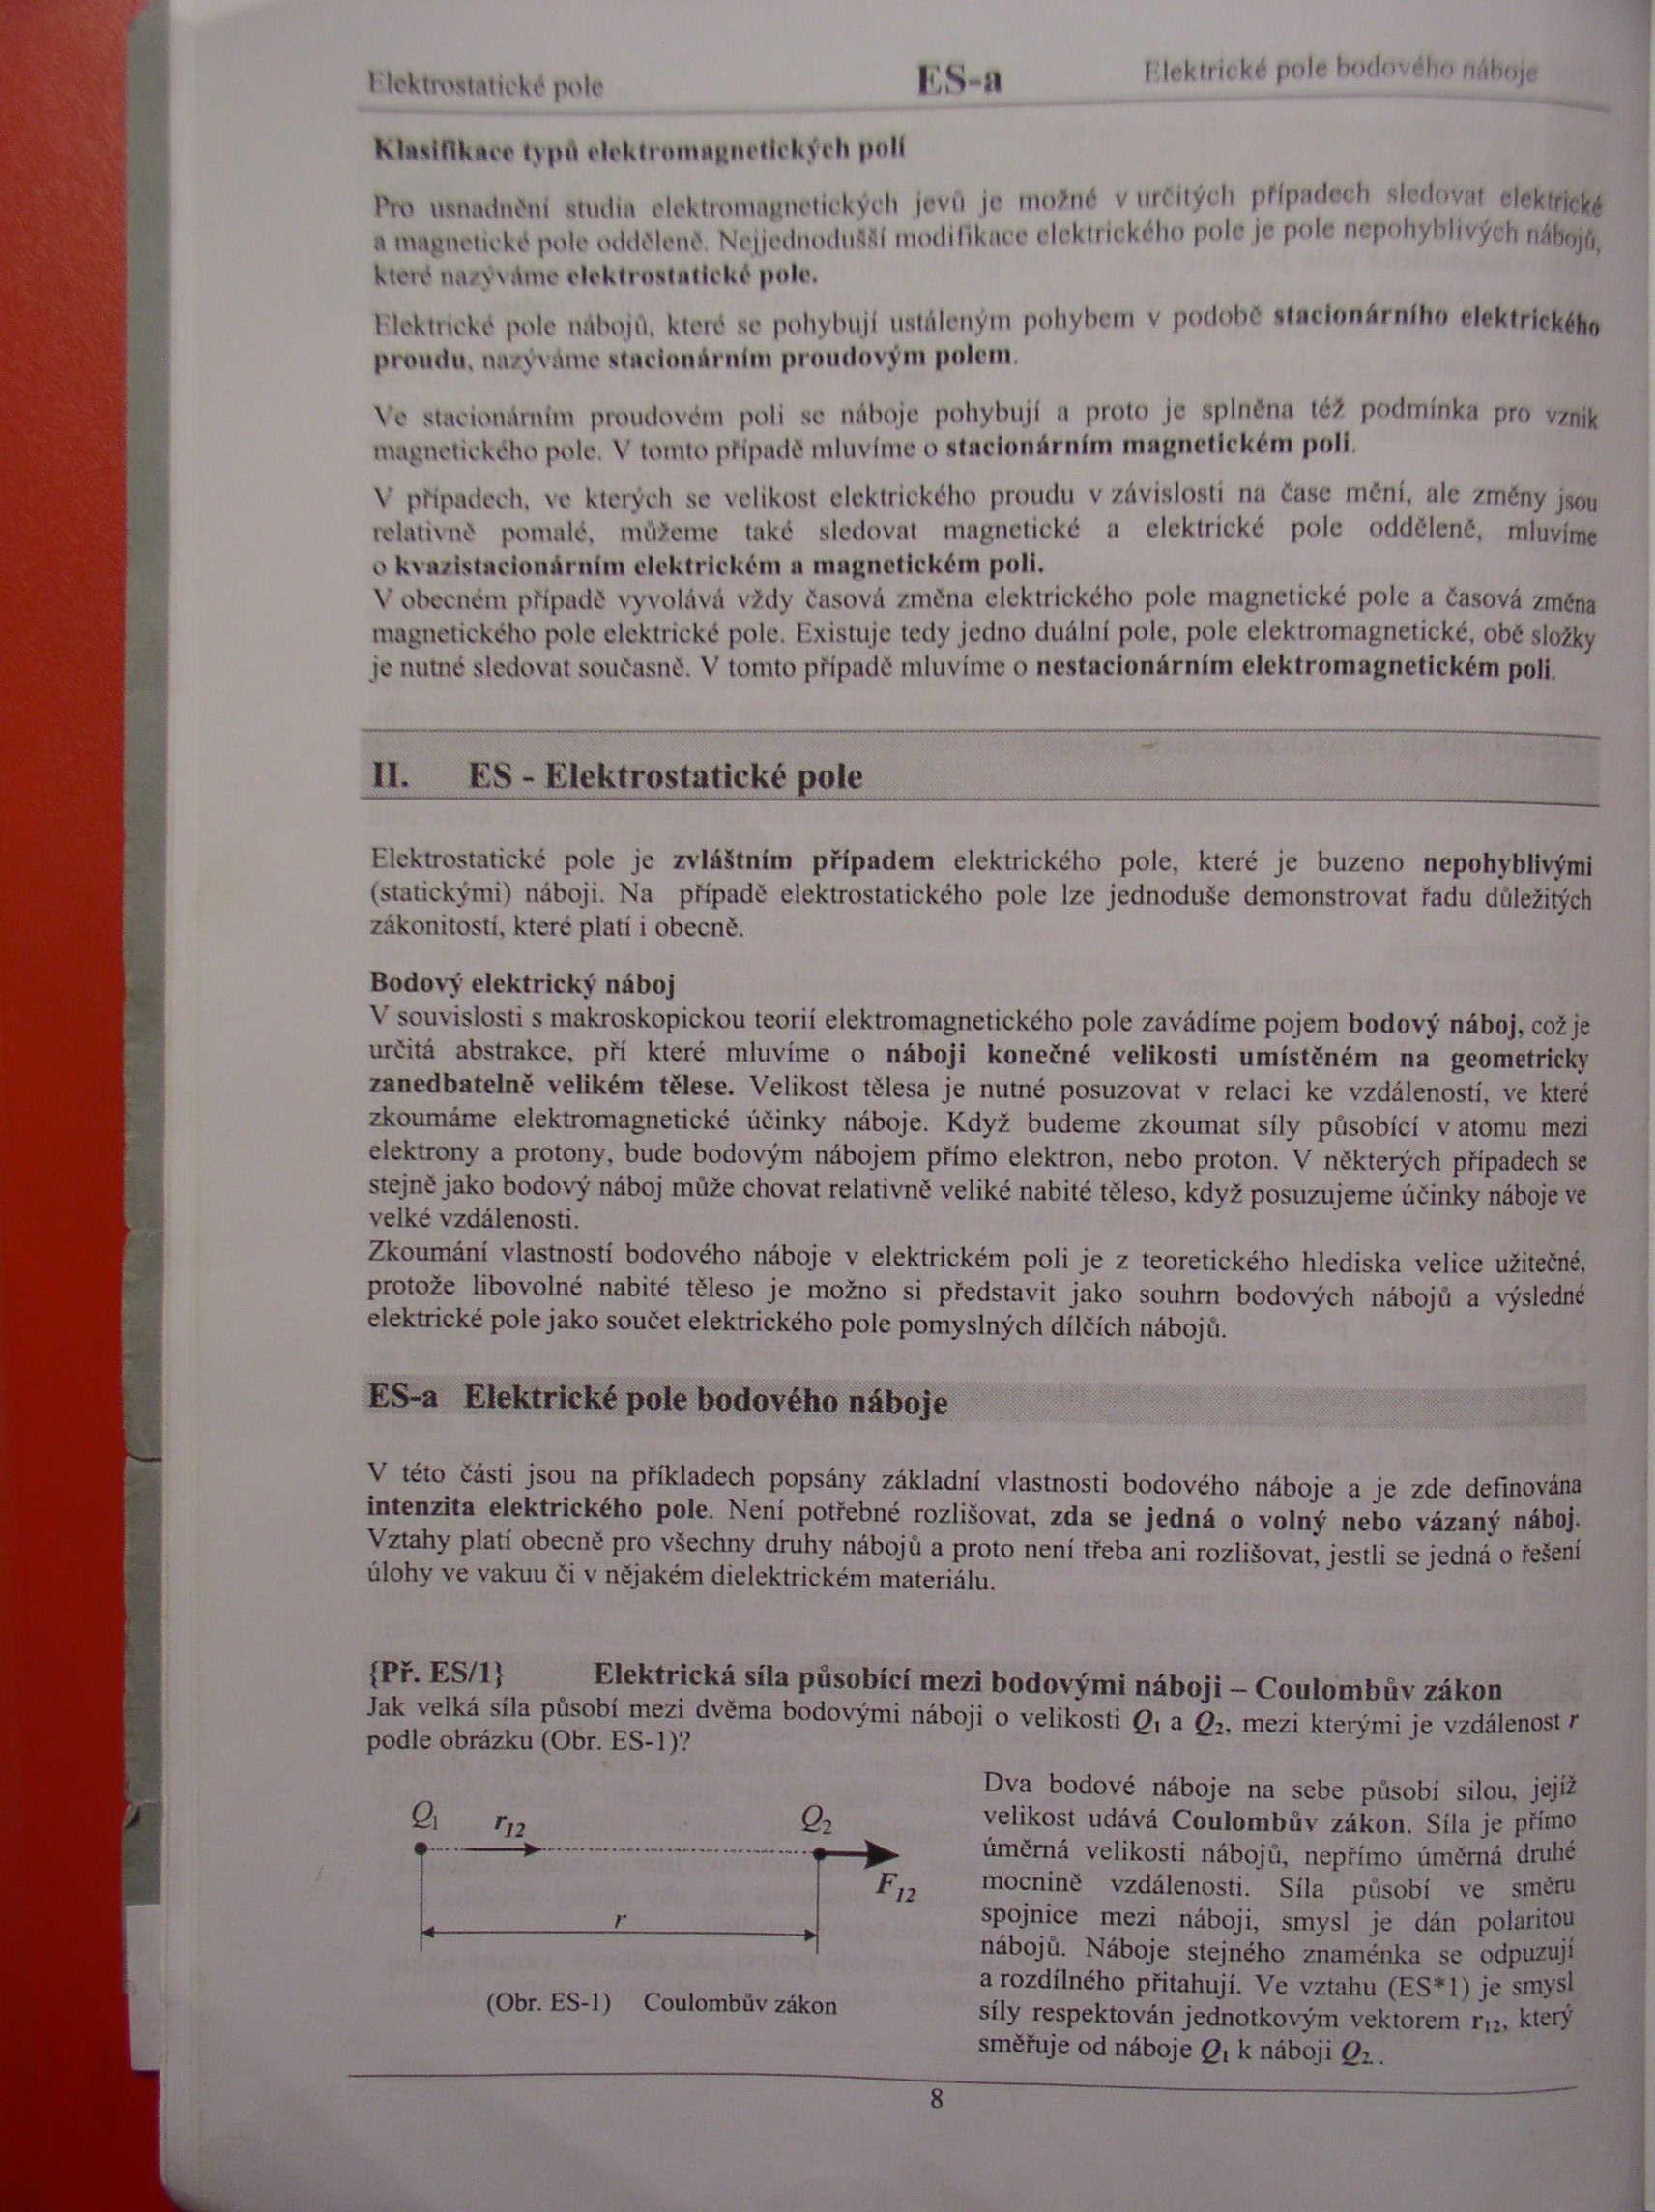 Elektrostatické pole ES-a Elektrické pole bodového náboje
Klasifikace typů elektromagnetických polí
Pro usnadnění studia elektromagnetických jevů je možné v určitých případech sledovat elektrické
a magnetické pole odděleně. Nejjednodušší modifikace elektrického pole je pole nepohyblivých nábojů,
které nazýváme elektrostatické pole.
Elektrické pole nábojů, které se pohybují ustáleným pohybem v podobě stacionárního elektrického
proudu, nazýváme stacionárním proudovým polem.
Ve stacionárním proudovém poli se náboje pohybují a proto je splněna též podmínka pro vznik
magnetického pole. V tomto případě mluvíme o stacionárním magnetickém poli.
V případech, ve kterých se velikost elektrického proudu v závislosti na čase mění, ale změny jsou
relativně pomalé, můžeme také sledovat magnetické a elektrické pole odděleně, mluvíme
o kvazistacionárním elektrickém a magnetickém poli.
V obecném případě vyvolává vždy časová změna elektrického pole magnetické pole a časová změna
magnetického pole elektrické pole. Existuje tedy jedno duální pole, pole elektromagnetické, obě složky
je nutné sledovat současně. V tomto případě mluvíme o nestacionárním elektromagnetickém poli.
II. ES - Elektrostatické pole
Elektrostatické pole je zvláštním případem elektrického pole, které je buzeno nepohyblivými
(statickými) náboji. Na případě elektrostatického pole lze jednoduše demonstrovat řadu důležitých
zákonitostí, které platí i obecně.
Bodový elektrický náboj
V souvislosti s makroskopickou teorií elektromagnetického pole zavádíme pojem bodový náboj, což je
určitá abstrakce, pří které mluvíme o náboji konečné velikosti umístěném na geometricky
zanedbatelně velikém tělese. Velikost tělesa je nutné posuzovat v relaci ke vzdáleností, ve které
zkoumáme elektromagnetické účinky náboje. Když budeme zkoumat síly působící v atomu mezi
elektrony a protony, bude bodovým nábojem přímo elektron, nebo proton. V některých případech se
stejně jako bodový náboj může chovat relativně veliké nabité těleso, když posuzujeme účinky náboje ve
velké vzdálenosti.
Zkoumání vlastností bodového náboje v elektrickém poli je z teoretického hlediska velice užitečné,
protože libovolné nabité těleso je možno si představit jako souhrn bodových nábojů a výsledné
elektrické pole jako součet elektrického pole pomyslných dílčích nábojů.
ES-a Elektrické pole bodového náboje
V této části jsou na příkladech popsány základní vlastnosti bodového náboje a je zde definována
intenzita elektrického pole. Není potřebné rozlišovat, zda se jedná o volný nebo vázaný náboj.
Vztahy platí obecně pro všechny druhy nábojů a proto není třeba ani rozlišovat, jestli se jedná o řešení
úlohy ve vakuu či v nějakém dielektrickém materiálu.
{Př. ES/1} Elektrická síla působící mezi bodovými náboji – Coulombův zákon
Jak velká síla působí mezi dvěma bodovými náboji o velikosti Q₁ a Q₂, mezi kterými je vzdálenost r
podle obrázku (Obr. ES-1)?
Q₁ r₁₂ Q₂
F₁₂
r
(Obr. ES-1) Coulombův zákon
Dva bodové náboje na sebe působí silou, jejíž
velikost udává Coulombův zákon. Síla je přímo
úměrná velikosti nábojů, nepřímo úměrná druhé
mocnině vzdálenosti. Síla působí ve směru
spojnice mezi náboji, smysl je dán polaritou
nábojů. Náboje stejného znaménka se odpuzují
a rozdílného přitahují. Ve vztahu (ES*1) je smysl
síly respektován jednotkovým vektorem r₁₂, který
směřuje od náboje Q₁ k náboji Q₂.
8